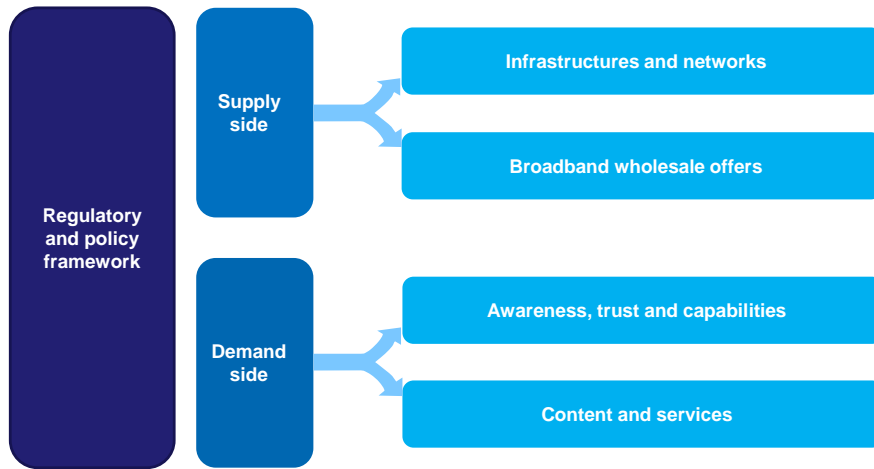 Regulatory
and policy
framework
Supply
side
Infrastructures and networks
Broadband wholesale offers
Demand
side
Awareness, trust and capabilities
Content and services